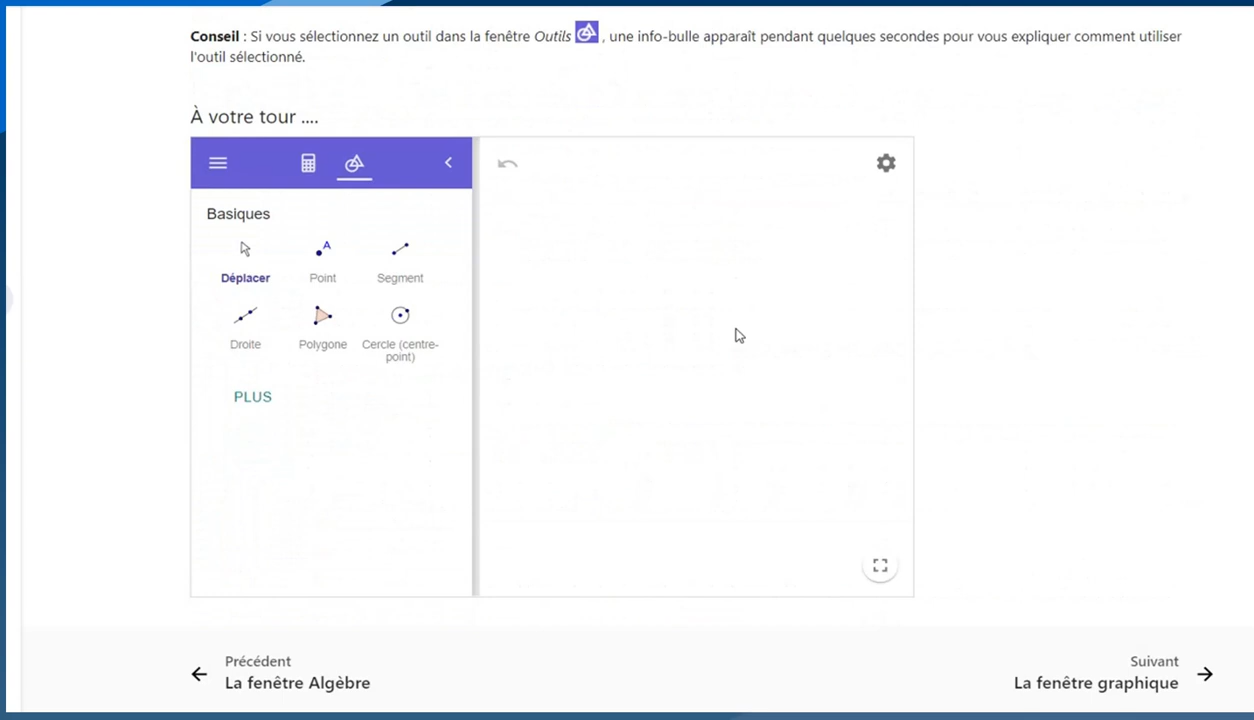 Conseil : Si vous sélectionnez un outil dans la fenêtre Outils , une info-bulle apparaît pendant quelques secondes pour vous expliquer comment utiliser
l'outil sélectionné.
À votre tour ....
Basiques
A
Déplacer
Point
Segment
Droite
Polygone
Cercle (centre-
point)
PLUS
Précédent
La fenêtre Algèbre
Suivant
La fenêtre graphique